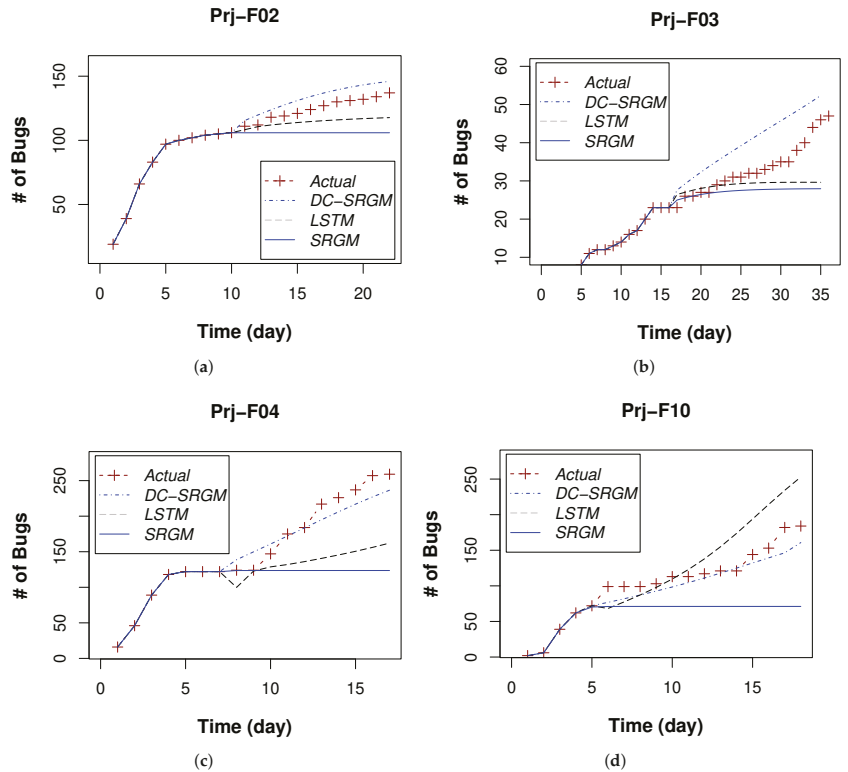 Prj−F02
# of Bugs
150
100
50
Actual
DC−SRGM
LSTM
SRGM
0 5 10 15 20
Time (day)
(a)
Prj−F03
# of Bugs
60
50
40
30
20
10
Actual
DC−SRGM
LSTM
SRGM
0 5 10 15 20 25 30 35
Time (day)
(b)
Prj−F04
# of Bugs
250
150
50
0
Actual
DC−SRGM
LSTM
SRGM
0 5 10 15
Time (day)
(c)
Prj−F10
# of Bugs
250
150
50
0
Actual
DC−SRGM
LSTM
SRGM
0 5 10 15
Time (day)
(d)